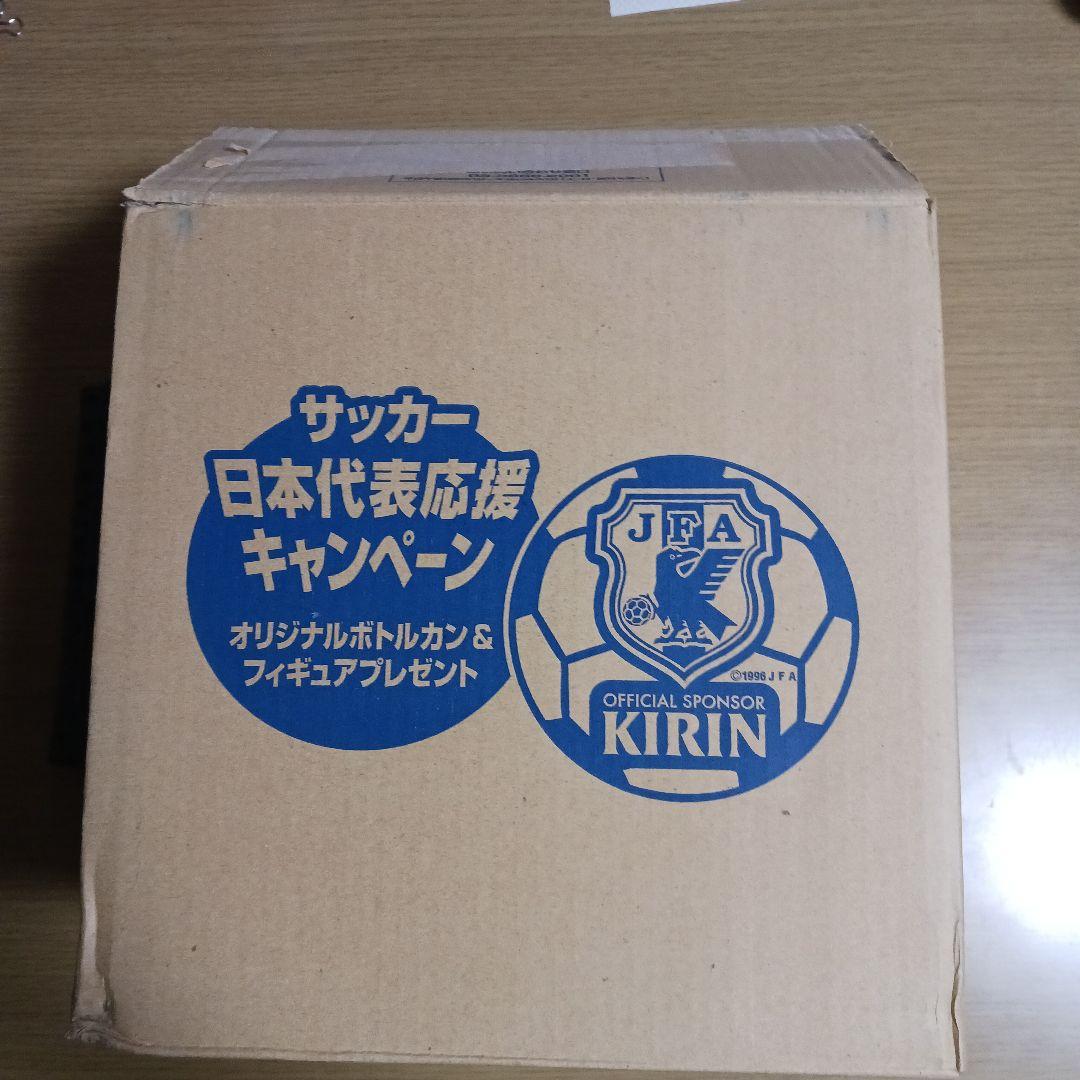 サッカー
日本代表応援
キャンペーン
オリジナルボトルカン&
フィギュアプレゼント
JFA
©1996 JFA
OFFICIAL SPONSOR
KIRIN